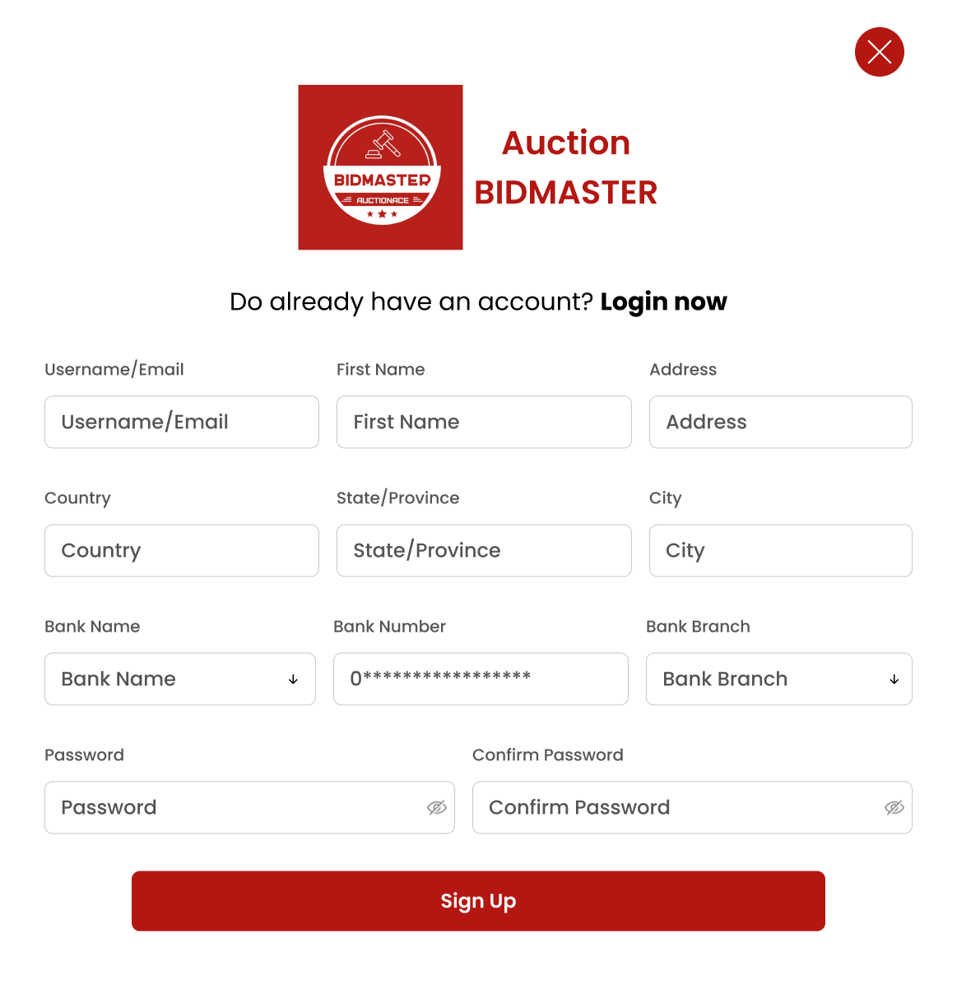 BIDMASTER
AUCTIONACE
Auction
BIDMASTER
Do already have an account? Login now
Username/Email First Name Address
Username/Email First Name Address
Country State/Province City
Country State/Province City
Bank Name Bank Number Bank Branch
Bank Name 0***************** Bank Branch
Password Confirm Password
Password Confirm Password
Sign Up